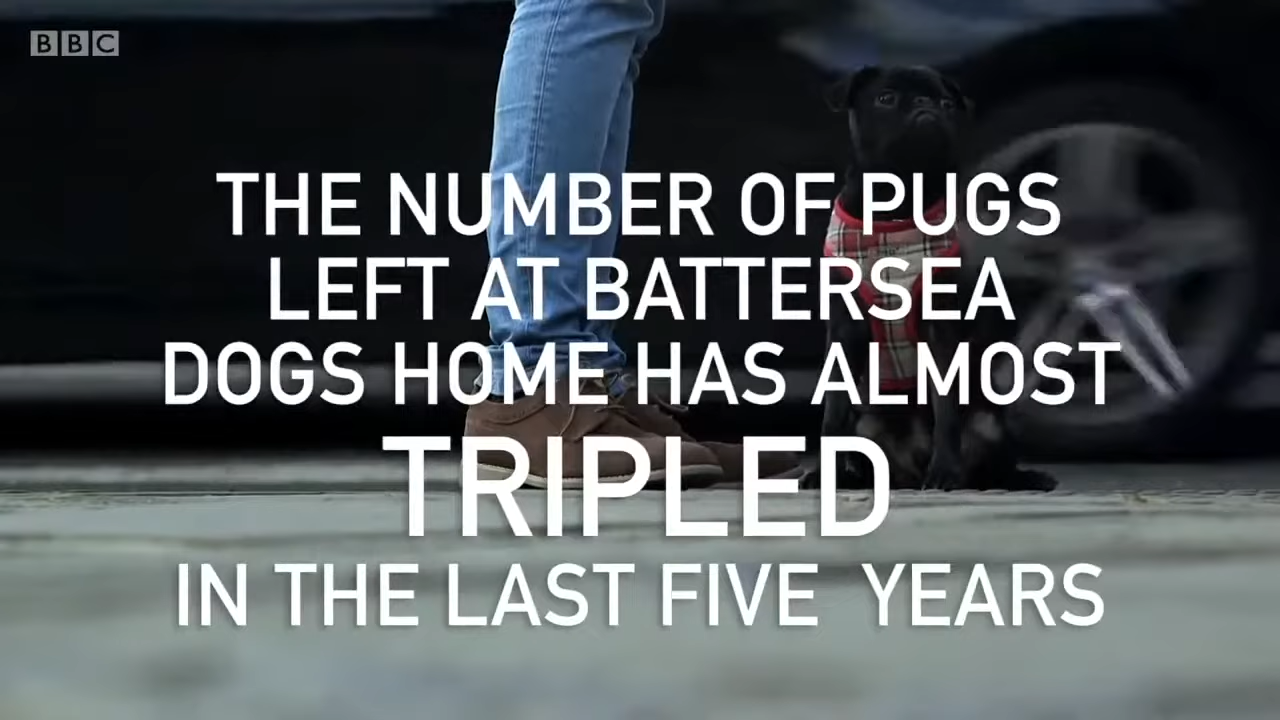 BBC
THE NUMBER OF PUGS
LEFT AT BATTERSEA
DOGS HOME HAS ALMOST
TRIPLED
IN THE LAST FIVE YEARS